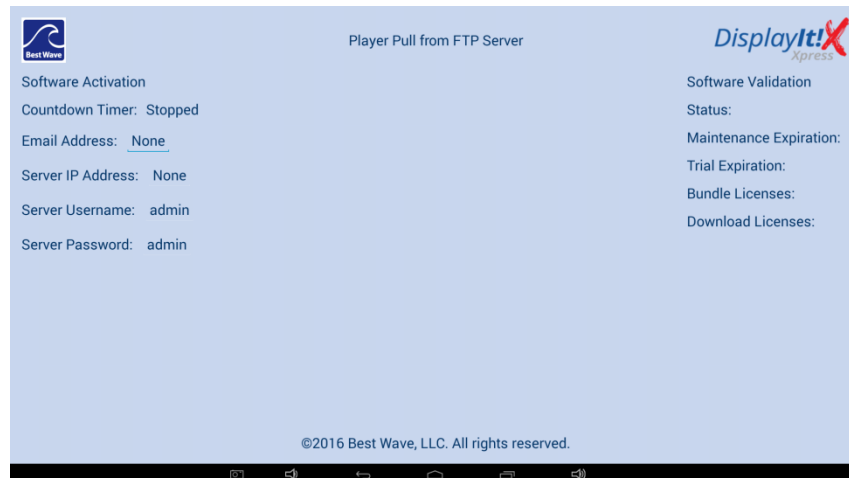 Best Wave
Player Pull from FTP Server
DisplayIt!X
Xpress
Software Activation
Countdown Timer: Stopped
Email Address: None
Server IP Address: None
Server Username: admin
Server Password: admin
Software Validation
Status:
Maintenance Expiration:
Trial Expiration:
Bundle Licenses:
Download Licenses:
©2016 Best Wave, LLC. All rights reserved.